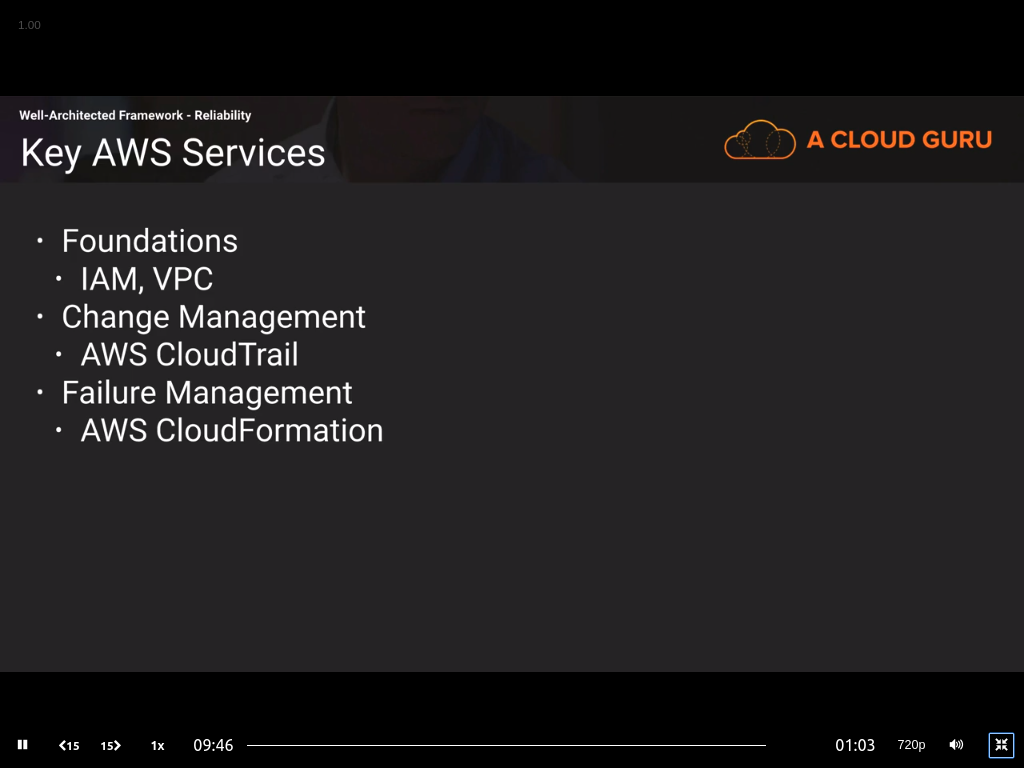 1.00
Well-Architected Framework - Reliability
Key AWS Services
A CLOUD GURU
• Foundations
• IAM, VPC
• Change Management
• AWS CloudTrail
• Failure Management
• AWS CloudFormation
15 15 1x 09:46 01:03 720p